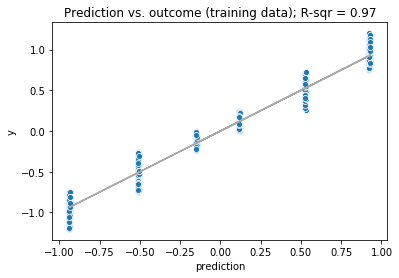 Prediction vs. outcome (training data); R-sqr = 0.97
y
1.0
0.5
0.0
−0.5
−1.0
−1.00 −0.75 −0.50 −0.25 0.00 0.25 0.50 0.75 1.00
prediction